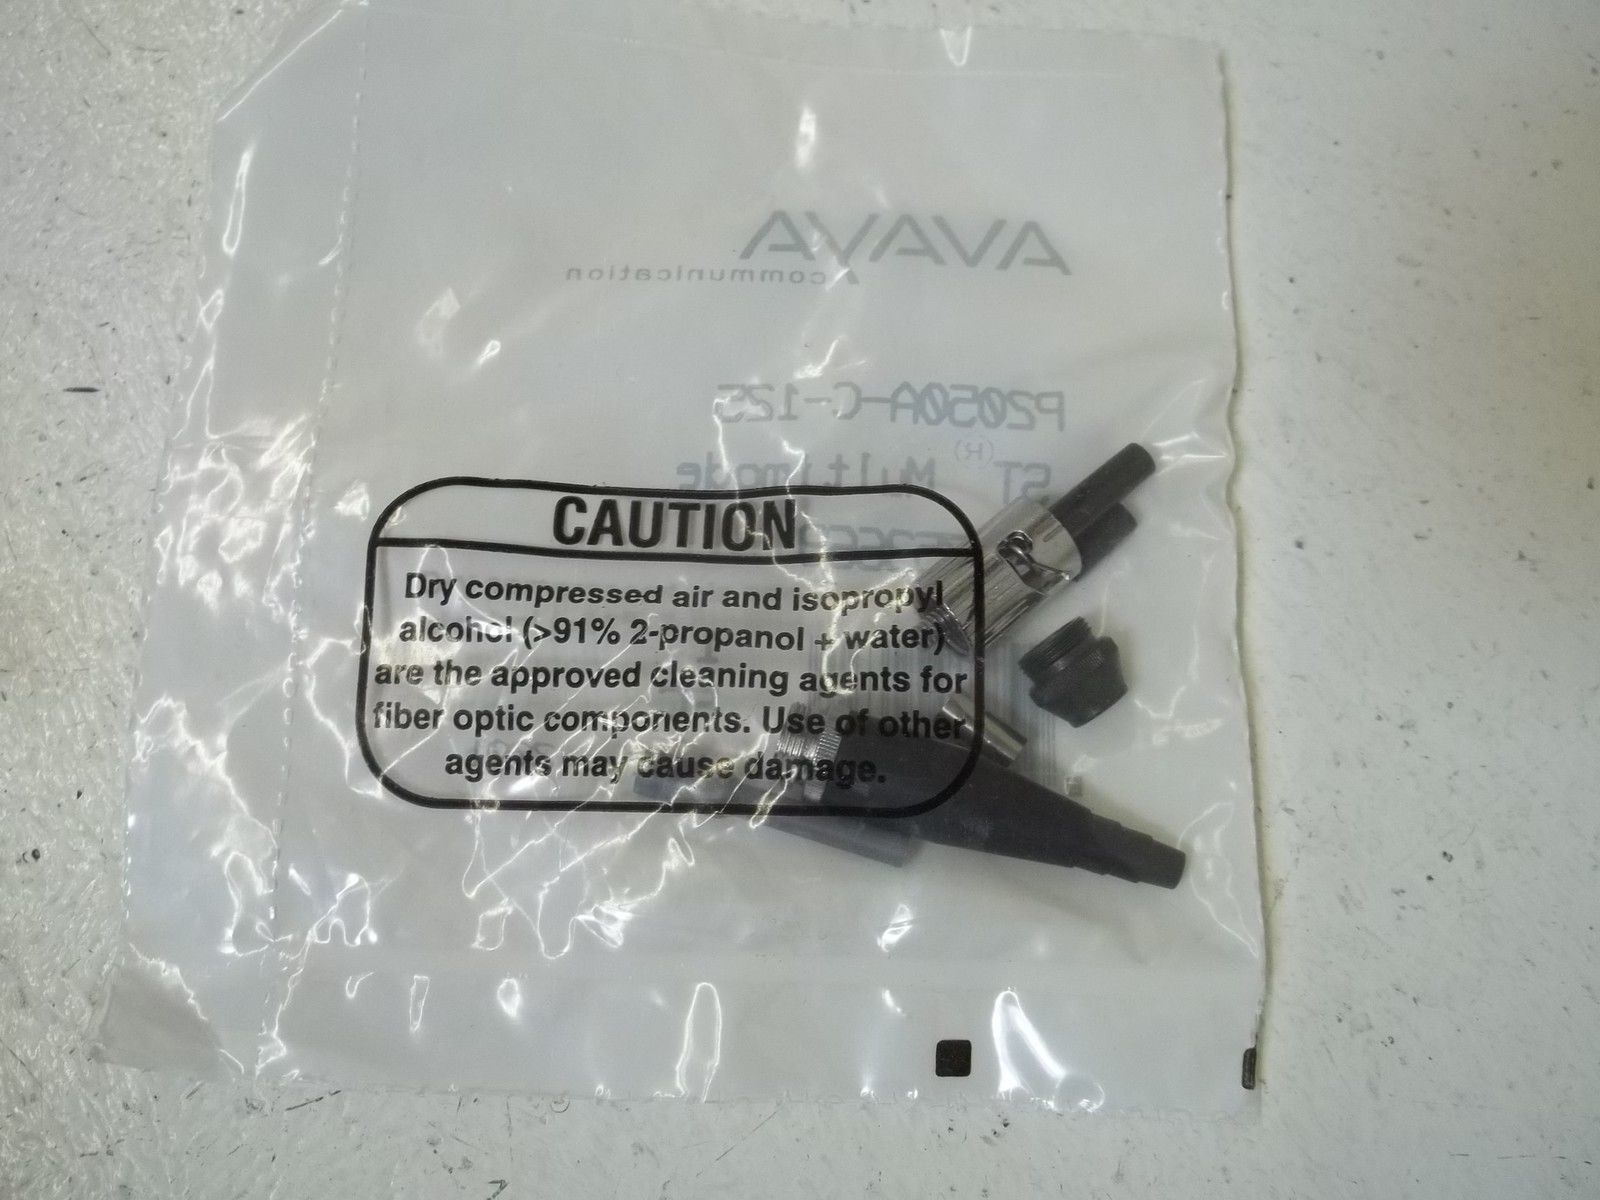 AVAYA
communication
P2050A-C-125
ST (R) Multimode
CAUTION
Dry compressed air and isopropyl
alcohol (>91% 2-propanol + water)
are the approved cleaning agents for
fiber optic components. Use of other
agents may cause damage.